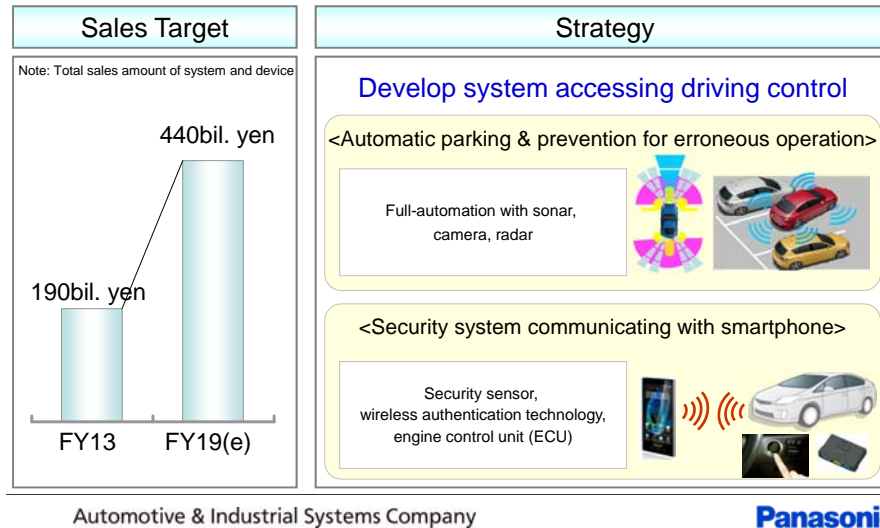 Sales Target
Strategy
Note: Total sales amount of system and device
440bil. yen
190bil. yen
FY13
FY19(e)
Develop system accessing driving control
<Automatic parking & prevention for erroneous operation>
Full-automation with sonar,
camera, radar
<Security system communicating with smartphone>
Security sensor,
wireless authentication technology,
engine control unit (ECU)
Automotive & Industrial Systems Company
Panasoni